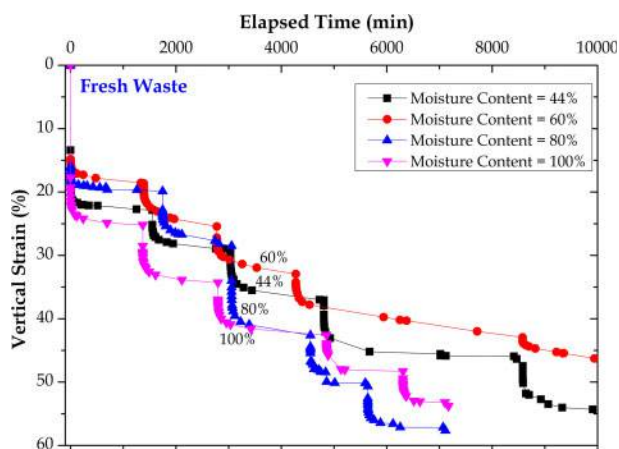 Elapsed Time (min)
0 2000 4000 6000 8000 10000
0
10
20
30
40
50
60
Vertical Strain (%)
Fresh Waste
Moisture Content = 44%
Moisture Content = 60%
Moisture Content = 80%
Moisture Content = 100%
60%
44%
80%
100%